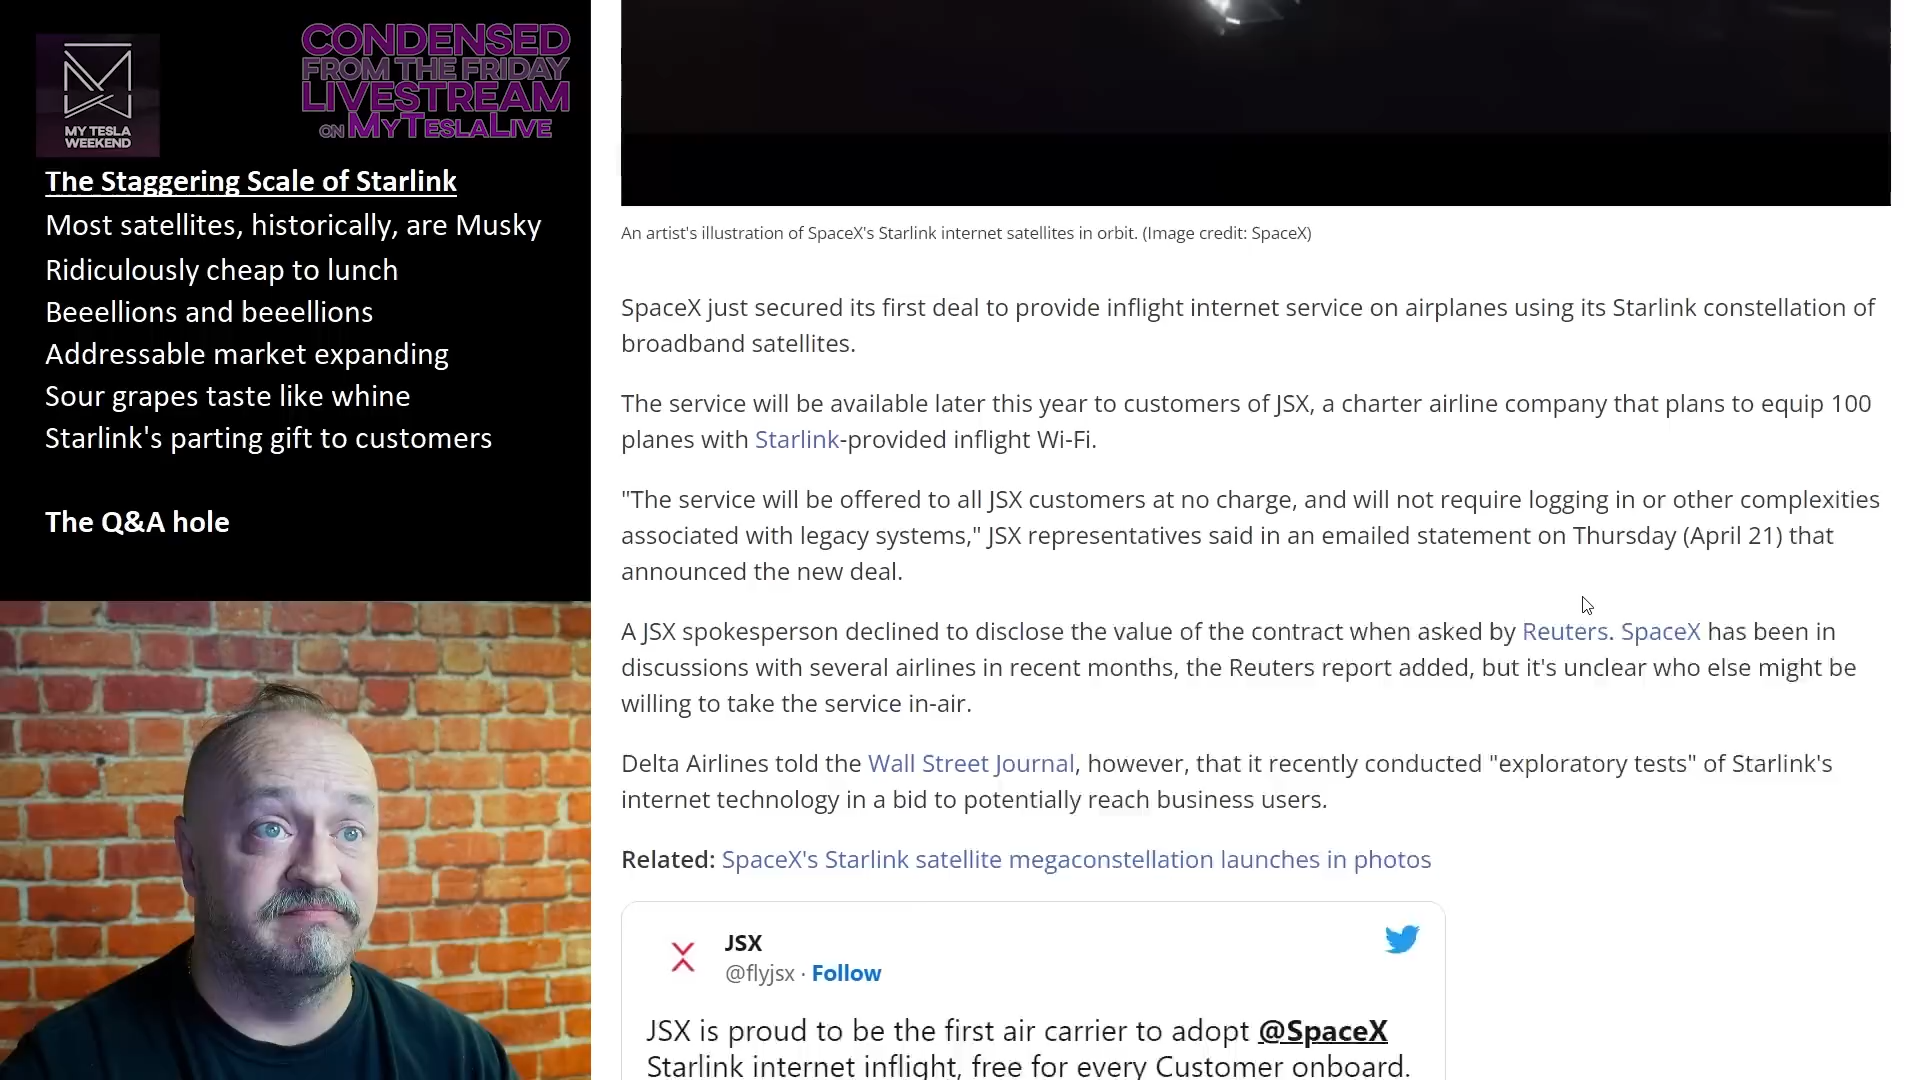 MY TESLA
WEEKEND
CONDENSED
FROM THE FRIDAY
LIVESTREAM
ON MYTESLALIVE
The Staggering Scale of Starlink
Most satellites, historically, are Musky
Ridiculously cheap to lunch
Beeellions and beeellions
Addressable market expanding
Sour grapes taste like whine
Starlink's parting gift to customers
The Q&A hole
An artist's illustration of SpaceX's Starlink internet satellites in orbit. (Image credit: SpaceX)
SpaceX just secured its first deal to provide inflight internet service on airplanes using its Starlink constellation of
broadband satellites.
The service will be available later this year to customers of JSX, a charter airline company that plans to equip 100
planes with Starlink-provided inflight Wi-Fi.
"The service will be offered to all JSX customers at no charge, and will not require logging in or other complexities
associated with legacy systems," JSX representatives said in an emailed statement on Thursday (April 21) that
announced the new deal.
A JSX spokesperson declined to disclose the value of the contract when asked by Reuters. SpaceX has been in
discussions with several airlines in recent months, the Reuters report added, but it's unclear who else might be
willing to take the service in-air.
Delta Airlines told the Wall Street Journal, however, that it recently conducted "exploratory tests" of Starlink's
internet technology in a bid to potentially reach business users.
Related: SpaceX's Starlink satellite megaconstellation launches in photos
JSX
@flyjsx · Follow
JSX is proud to be the first air carrier to adopt @SpaceX
Starlink internet inflight, free for every Customer onboard.